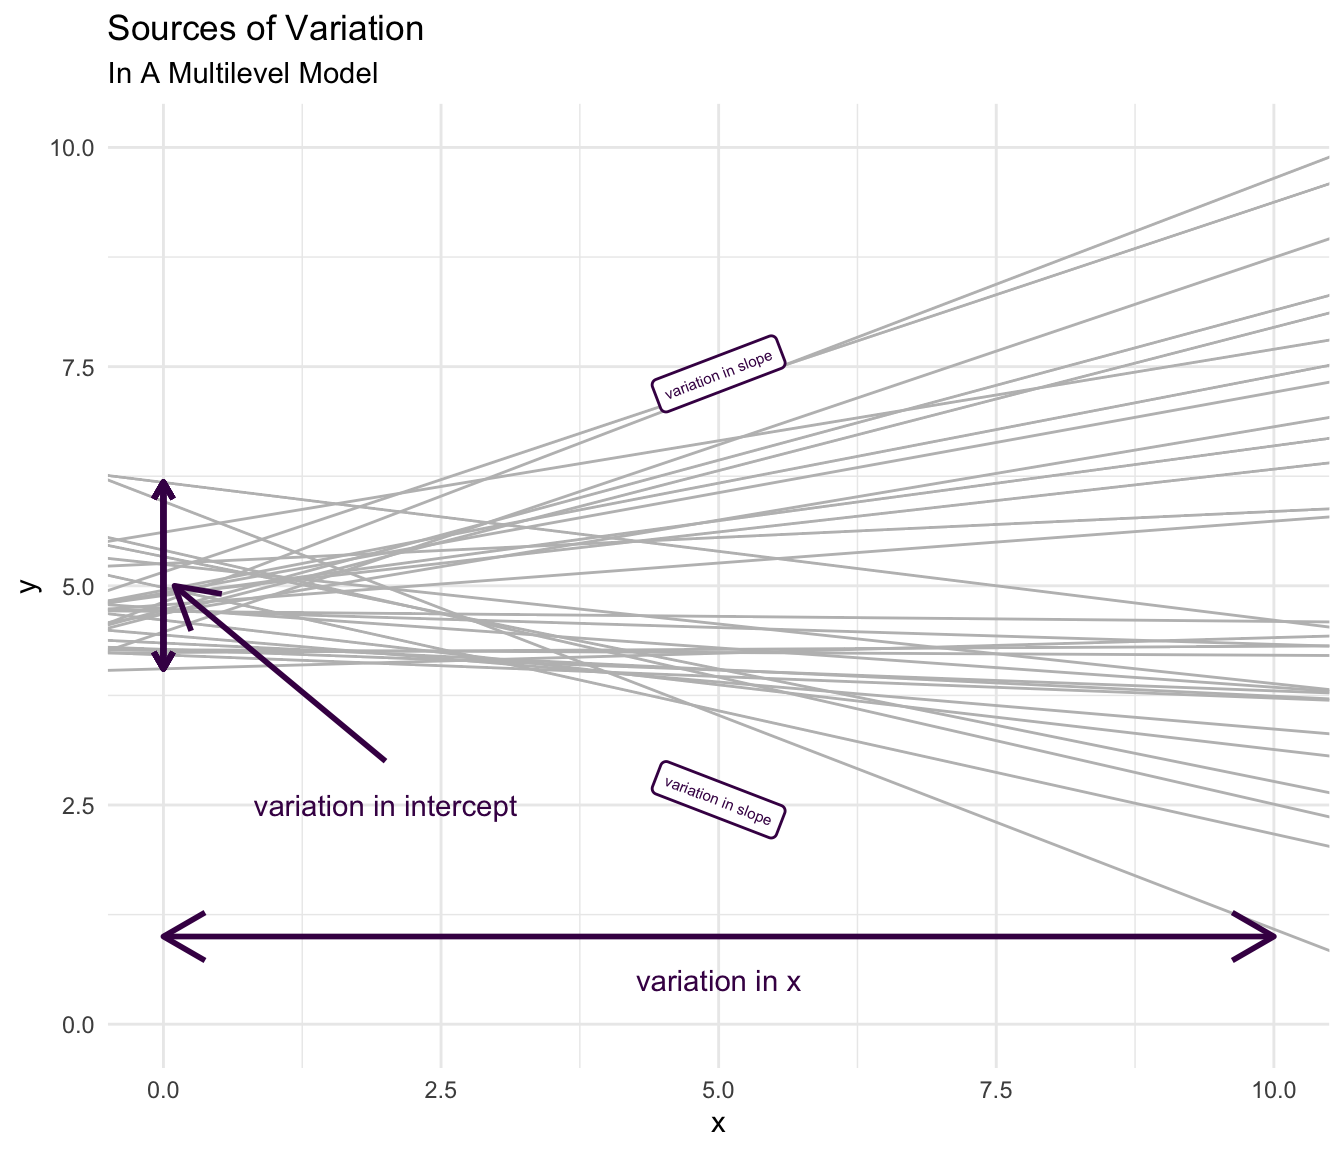 Sources of Variation
In A Multilevel Model
10.0
7.5
5.0
2.5
0.0
y
variation in slope
variation in slope
variation in intercept
variation in x
0.0 2.5 5.0 7.5 10.0
x